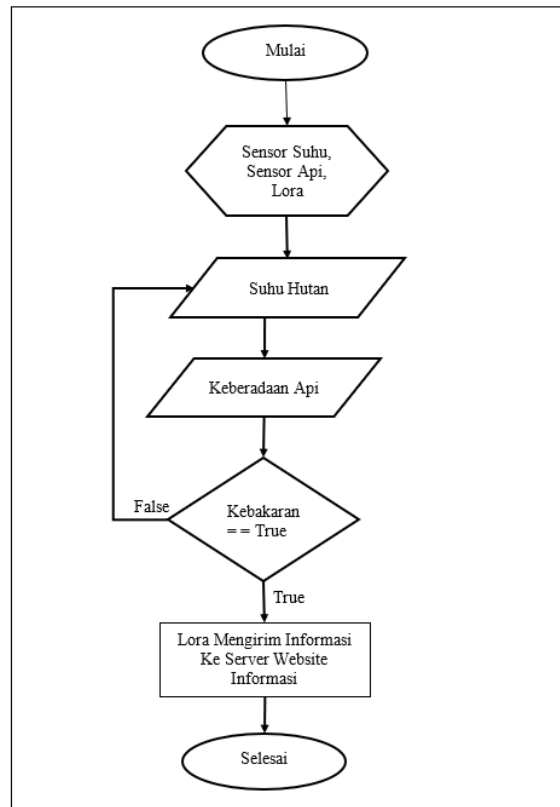 Mulai
Sensor Suhu,
Sensor Api,
Lora
Suhu Hutan
Keberadaan Api
False
Kebakaran
= = True
True
Lora Mengirim Informasi
Ke Server Website
Informasi
Selesai